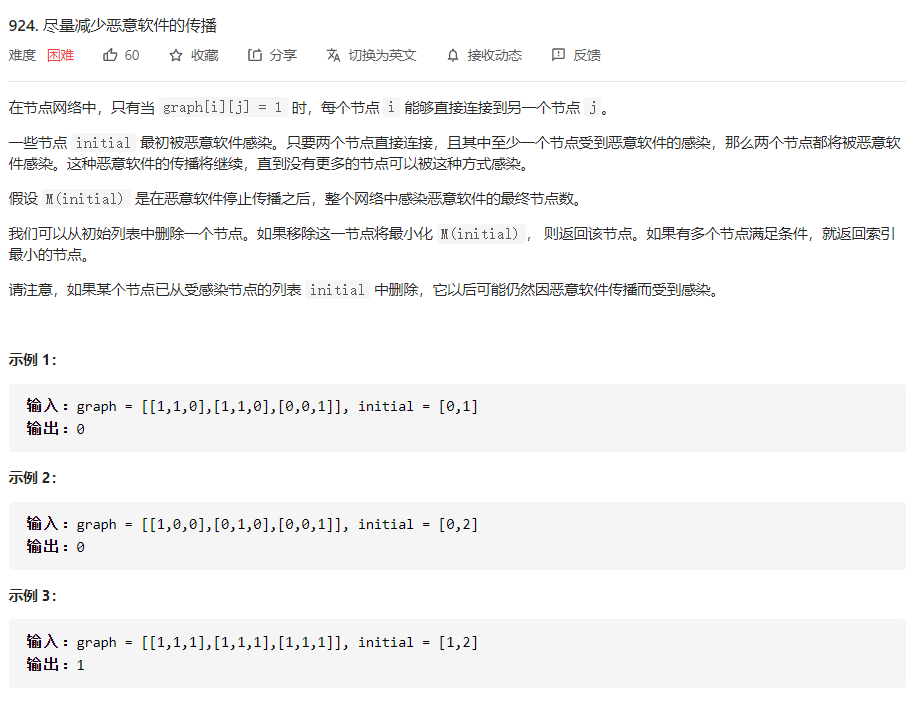 924. 尽量减少恶意软件的传播
难度 困难 60 收藏 分享 切换为英文 接收动态 反馈
在节点网络中，只有当 graph[i][j] = 1 时，每个节点 i 能够直接连接到另一个节点 j。
一些节点 initial 最初被恶意软件感染。只要两个节点直接连接，且其中至少一个节点受到恶意软件的感染，那么两个节点都将被恶意软
件感染。这种恶意软件的传播将继续，直到没有更多的节点可以被这种方式感染。
假设 M(initial) 是在恶意软件停止传播之后，整个网络中感染恶意软件的最终节点数。
我们可以从初始列表中删除一个节点。如果移除这一节点将最小化 M(initial)， 则返回该节点。如果有多个节点满足条件，就返回索引
最小的节点。
请注意，如果某个节点已从受感染节点的列表 initial 中删除，它以后可能仍然因恶意软件传播而受到感染。
示例 1：
输入：graph = [[1,1,0],[1,1,0],[0,0,1]], initial = [0,1]
输出：0
示例 2：
输入：graph = [[1,0,0],[0,1,0],[0,0,1]], initial = [0,2]
输出：0
示例 3：
输入：graph = [[1,1,1],[1,1,1],[1,1,1]], initial = [1,2]
输出：1